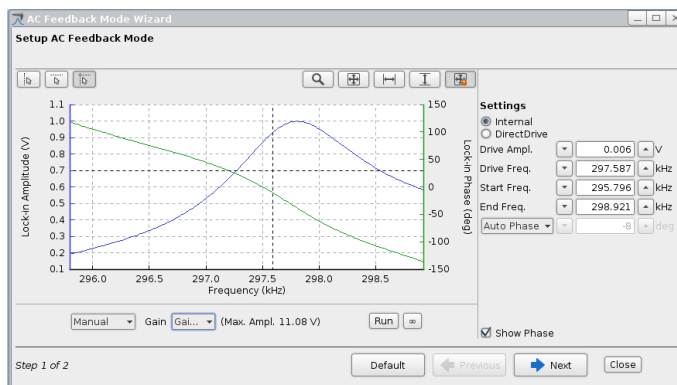 AC Feedback Mode Wizard
Setup AC Feedback Mode
1.1
1.0
0.9
0.8
0.7
0.6
0.5
0.4
0.3
0.2
0.1
Lock-in Amplitude (V)
150
100
50
0
-50
-100
-150
Lock-in Phase (deg)
296.0 296.5 297.0 297.5 298.0 298.5
Frequency (kHz)
Manual Gain Gai... (Max. Ampl. 11.08 V) Run ∞
Settings
Internal
DirectDrive
Drive Ampl. 0.006 V
Drive Freq. 297.587 kHz
Start Freq. 295.796 kHz
End Freq. 298.921 kHz
Auto Phase -8 deg
Show Phase
Step 1 of 2 Default Previous Next Close